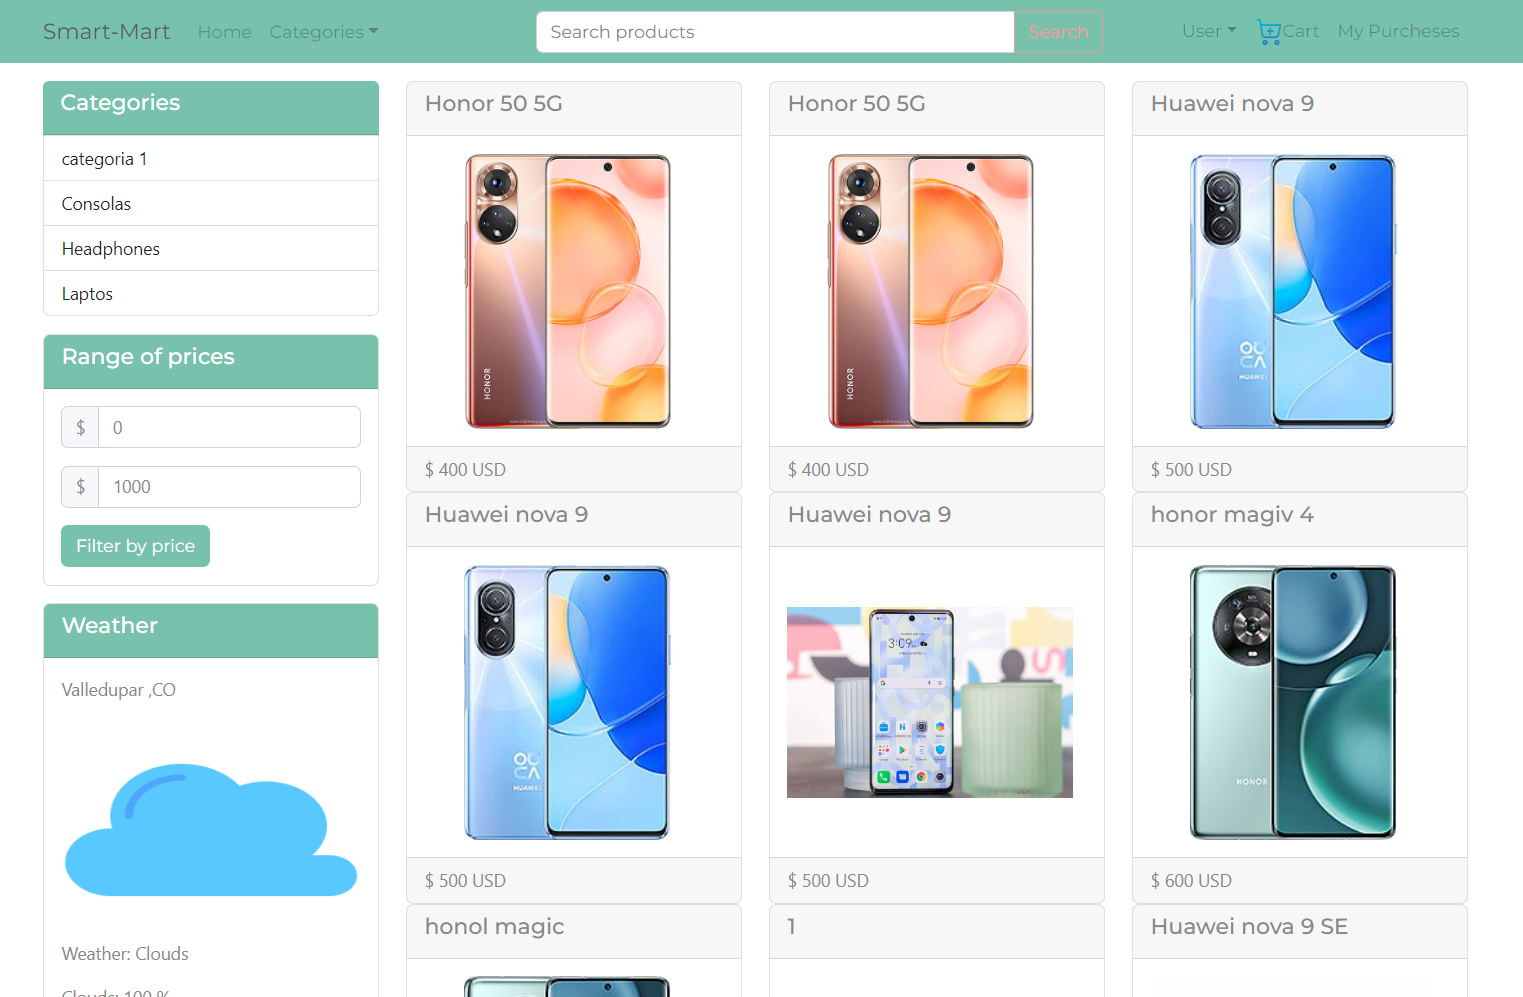 Smart-Mart Home Categories Search products Search User Cart My Purcheses
Categories
categoria 1
Consolas
Headphones
Laptos
Range of prices
$ 0
$ 1000
Filter by price
Weather
Valledupar ,CO
Weather: Clouds
Clouds: 100 %
Honor 50 5G
HONOR
$ 400 USD
Honor 50 5G
HONOR
$ 400 USD
Huawei nova 9
HUAWEI
$ 500 USD
Huawei nova 9
HUAWEI
$ 500 USD
Huawei nova 9
3:09
$ 500 USD
honor magiv 4
HONOR
$ 600 USD
honol magic
1
Huawei nova 9 SE